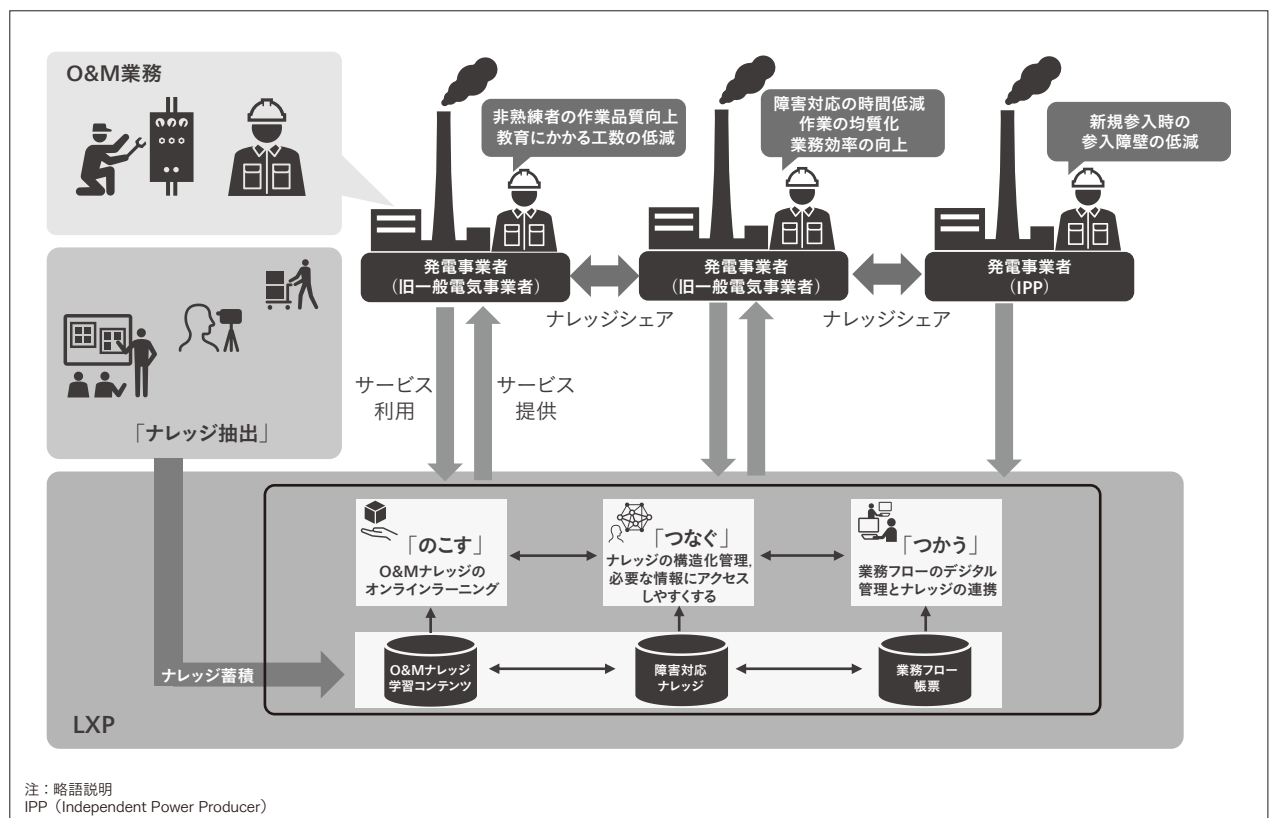 O&M業務
非熟練者の作業品質向上
教育にかかる工数の低減
障害対応の時間低減
作業の均質化
業務効率の向上
新規参入時の
参入障壁の低減
発電事業者
（旧一般電気事業者）
発電事業者
（旧一般電気事業者）
発電事業者
（IPP）
ナレッジシェア
ナレッジシェア
サービス
利用
サービス
提供
「ナレッジ抽出」
「のこす」
O&Mナレッジの
オンラインラーニング
「つなぐ」
ナレッジの構造化管理，
必要な情報にアクセス
しやすくする
「つかう」
業務フローのデジタル
管理とナレッジの連携
ナレッジ蓄積
O&Mナレッジ
学習コンテンツ
障害対応
ナレッジ
業務フロー
帳票
LXP
注：略語説明
IPP（Independent Power Producer）